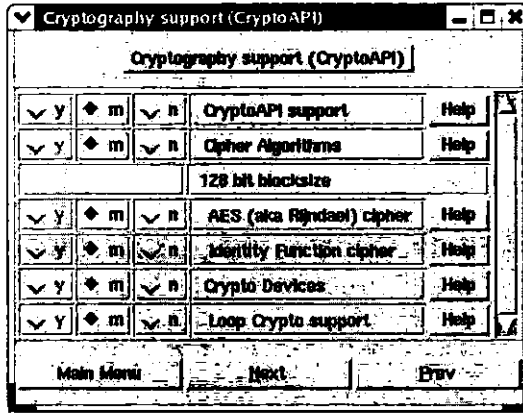 Cryptography support (CryptoAPI)
Cryptography support (CryptoAPI)
y m n CryptoAPI support Help
y m n Cipher Algorithms Help
128 bit blocksize
y m n AES (aka Rijndael) cipher Help
y m n Identity Function cipher Help
y m n Crypto Devices Help
y m n Loop Crypto support Help
Main Menu Next Prev